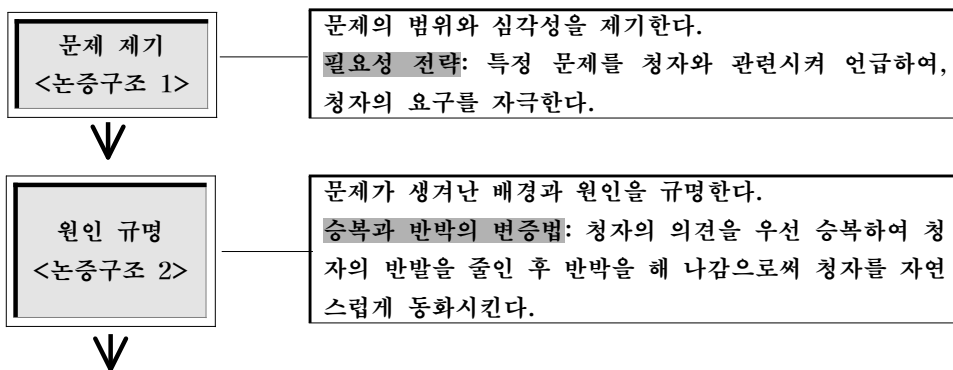 문제 제기
<논증구조 1>
문제의 범위와 심각성을 제기한다.
필요성 전략: 특정 문제를 청자와 관련시켜 언급하여,
청자의 요구를 자극한다.
원인 규명
<논증구조 2>
문제가 생겨난 배경과 원인을 규명한다.
승복과 반박의 변증법: 청자의 의견을 우선 승복하여 청
자의 반발을 줄인 후 반박을 해 나감으로써 청자를 자연
스럽게 동화시킨다.